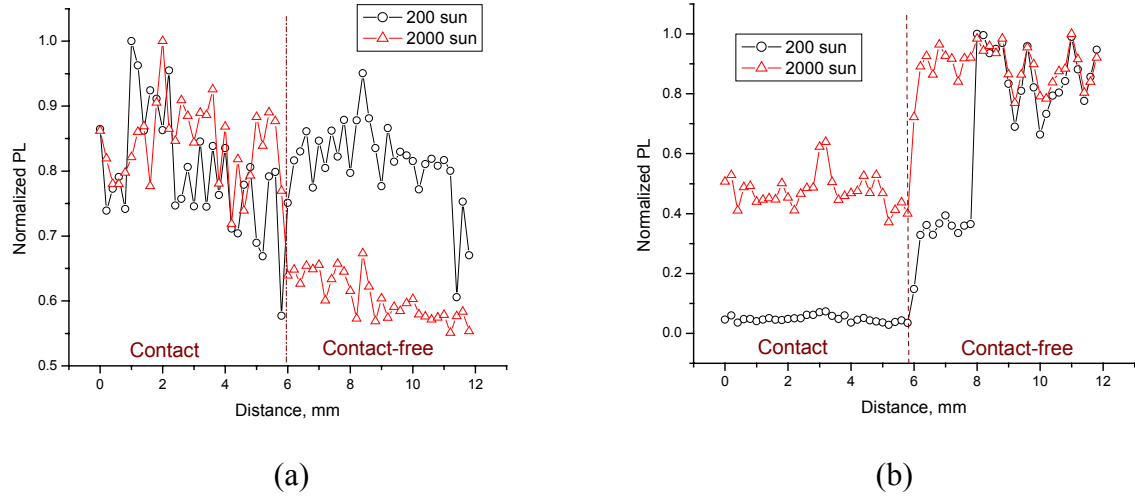 200 sun
2000 sun
1.0
0.9
0.8
0.7
0.6
0.5
Normalized PL
Contact
Contact-free
0
2
4
6
8
10
12
Distance, mm
(a)
200 sun
2000 sun
1.0
0.8
0.6
0.4
0.2
0.0
Normalized PL
Contact
Contact-free
0
2
4
6
8
10
12
Distance, mm
(b)